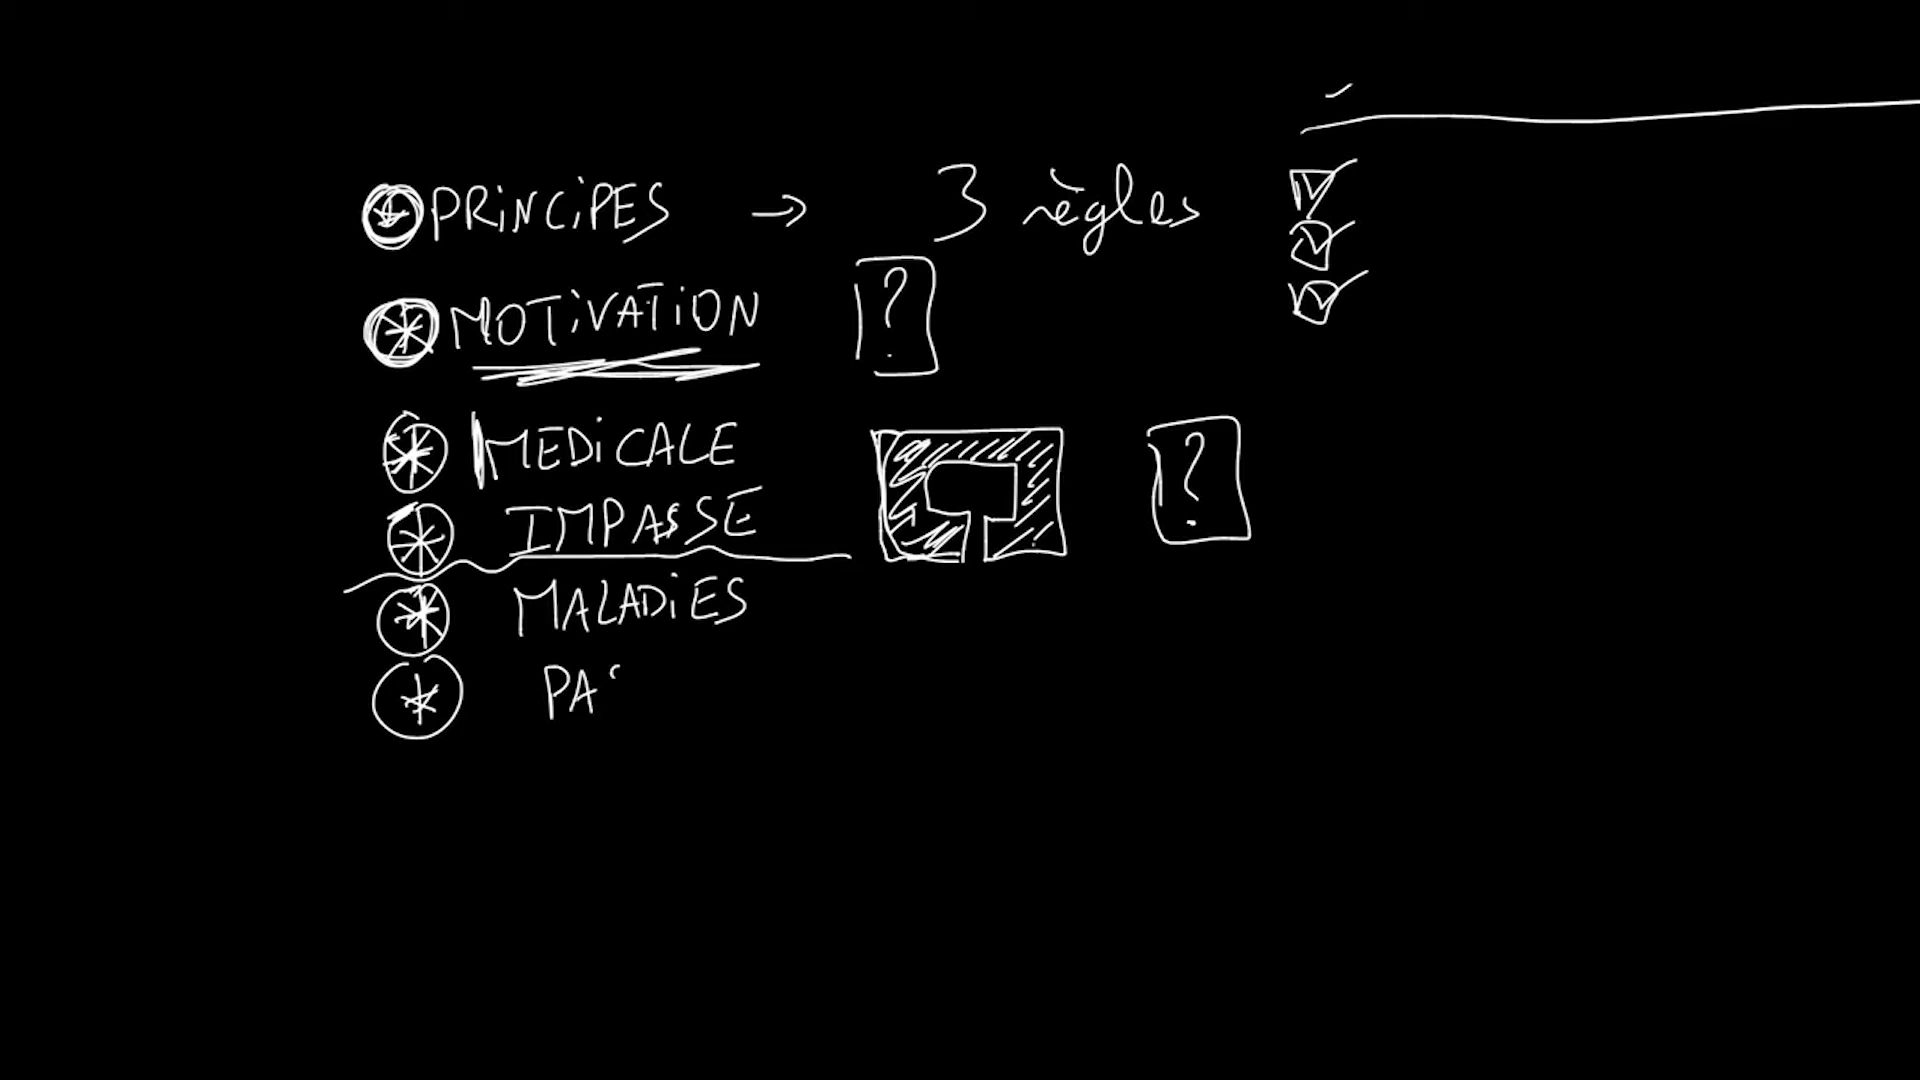 PRINCIPES → 3 règles
MOTIVATION ?
MEDICALE
IMPASSE ?
MALADIES
PA